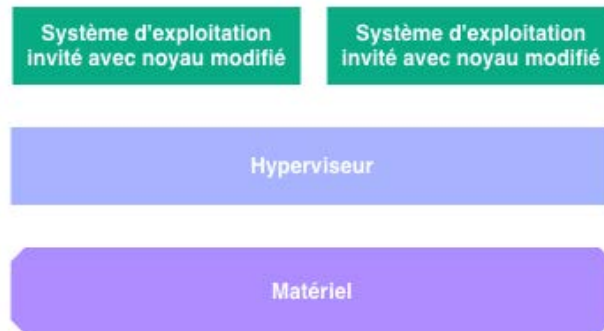 Système d'exploitation
invité avec noyau modifié
Système d'exploitation
invité avec noyau modifié
Hyperviseur
Matériel